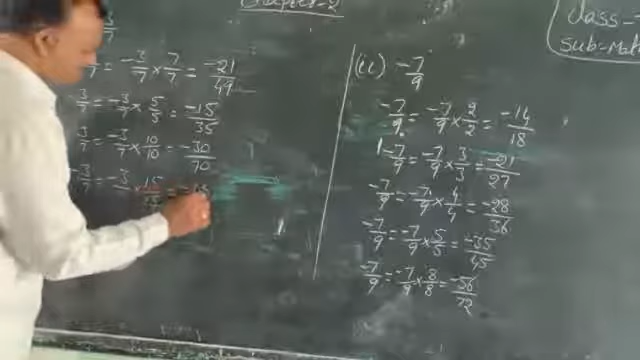 Chapter-2
Class-
Sub-Math
3/7
/7 = -3/7 × 7/7 = -21/49
3/7 = -3/7 × 5/5 = -15/35
3/7 = -3/7 × 10/10 = -30/70
-3/7 = -3/7 × 15/15 =
(ii) -7/9
-7/9 = -7/9 × 2/2 = -14/18
-7/9 = -7/9 × 3/3 = -21/27
-7/9 = -7/9 × 4/4 = -28/36
-7/9 = -7/9 × 5/5 = -35/45
-7/9 = -7/9 × 8/8 = -56/72